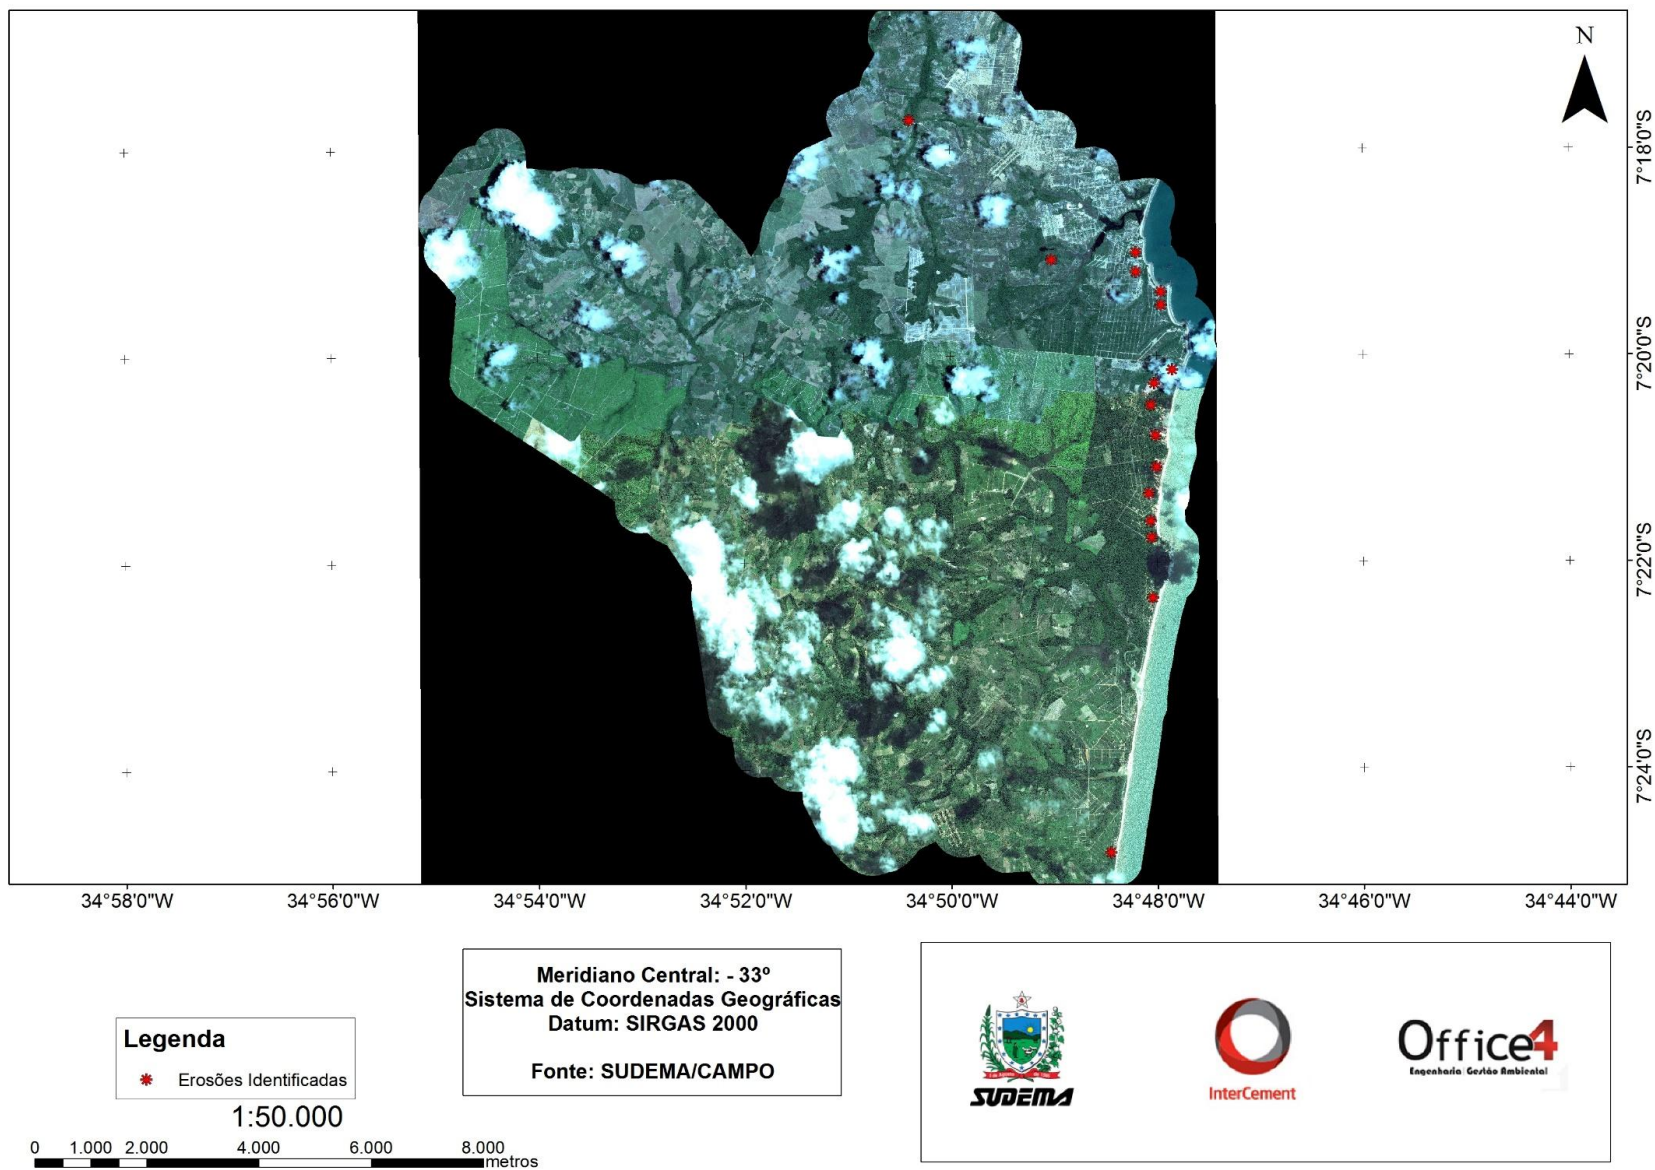 N
7°18'0"S
7°20'0"S
7°22'0"S
7°24'0"S
34°58'0"W 34°56'0"W 34°54'0"W 34°52'0"W 34°50'0"W 34°48'0"W 34°46'0"W 34°44'0"W
Meridiano Central: - 33º
Sistema de Coordenadas Geográficas
Datum: SIRGAS 2000
Fonte: SUDEMA/CAMPO
Legenda
Erosões Identificadas
1:50.000
0 1.000 2.000 4.000 6.000 8.000
metros
SUDEMA
InterCement
Office4
Engenharia Gestão Ambiental